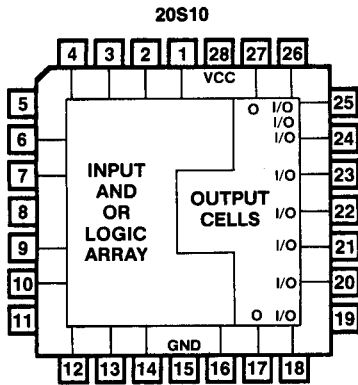 20S10
4 3 2 1 28 27 26
VCC
5 O I/O 25
I/O
6 I/O 24
7 INPUT I/O 23
AND OUTPUT
8 OR CELLS I/O 22
LOGIC
9 ARRAY I/O 21
10 I/O 20
11 O I/O 19
GND
12 13 14 15 16 17 18